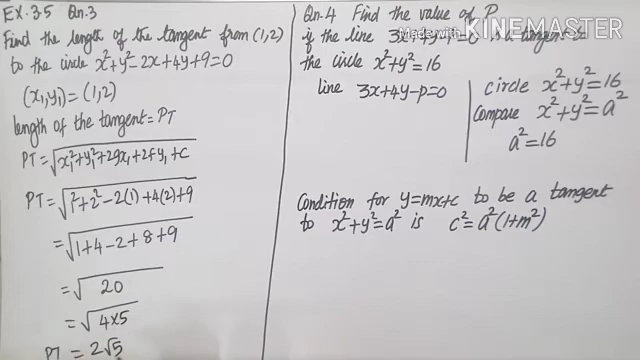 EX.3.5 Qn.3
Find the length of the tangent from (1,2)
to the circle x²+y²-2x+4y+9=0
(x₁,y₁)=(1,2)
length of the tangent=PT
PT=√x₁²+y₁²+2gx₁+2fy₁+c
PT=√1²+2²-2(1)+4(2)+9
=√1+4-2+8+9
=√20
=√4×5
PT=2√5
Qn.4 Find the value of P
if the line 3x+4y-P=0 is a tangent to
Made with KINEMASTER
the circle x²+y²=16
line 3x+4y-p=0
circle x²+y²=16
Compare x²+y²=a²
a²=16
Condition for y=mx+c to be a tangent
to x²+y²=a² is c²=a²(1+m²)